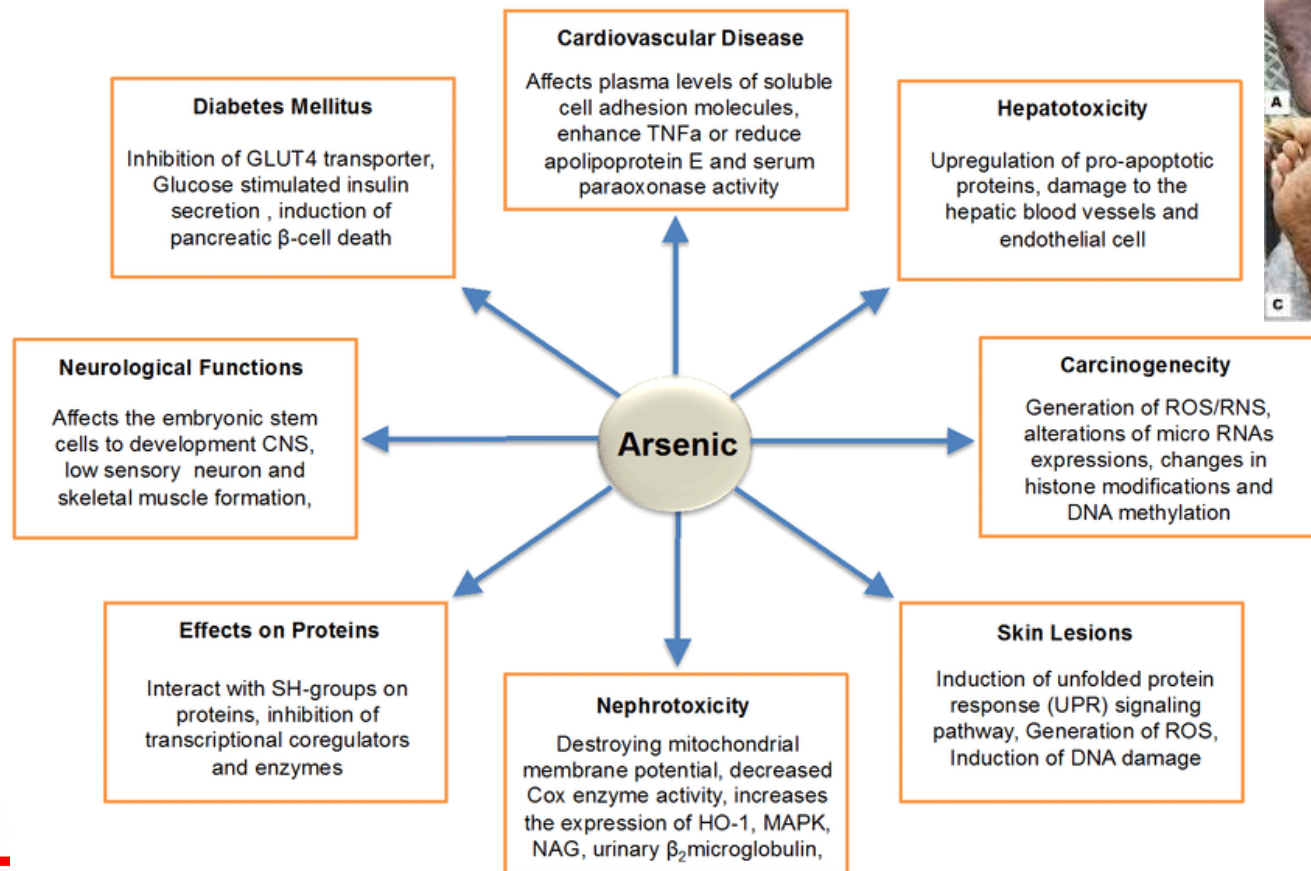 Cardiovascular Disease
Affects plasma levels of soluble
cell adhesion molecules,
enhance TNFa or reduce
apolipoprotein E and serum
paraoxonase activity
Diabetes Mellitus
Inhibition of GLUT4 transporter,
Glucose stimulated insulin
secretion , induction of
pancreatic β-cell death
Hepatotoxicity
Upregulation of pro-apoptotic
proteins, damage to the
hepatic blood vessels and
endothelial cell
A
C
Neurological Functions
Affects the embryonic stem
cells to development CNS,
low sensory neuron and
skeletal muscle formation,
Arsenic
Carcinogenecity
Generation of ROS/RNS,
alterations of micro RNAs
expressions, changes in
histone modifications and
DNA methylation
Effects on Proteins
Interact with SH-groups on
proteins, inhibition of
transcriptional coregulators
and enzymes
Nephrotoxicity
Destroying mitochondrial
membrane potential, decreased
Cox enzyme activity, increases
the expression of HO-1, MAPK,
NAG, urinary β₂microglobulin,
Skin Lesions
Induction of unfolded protein
response (UPR) signaling
pathway, Generation of ROS,
Induction of DNA damage